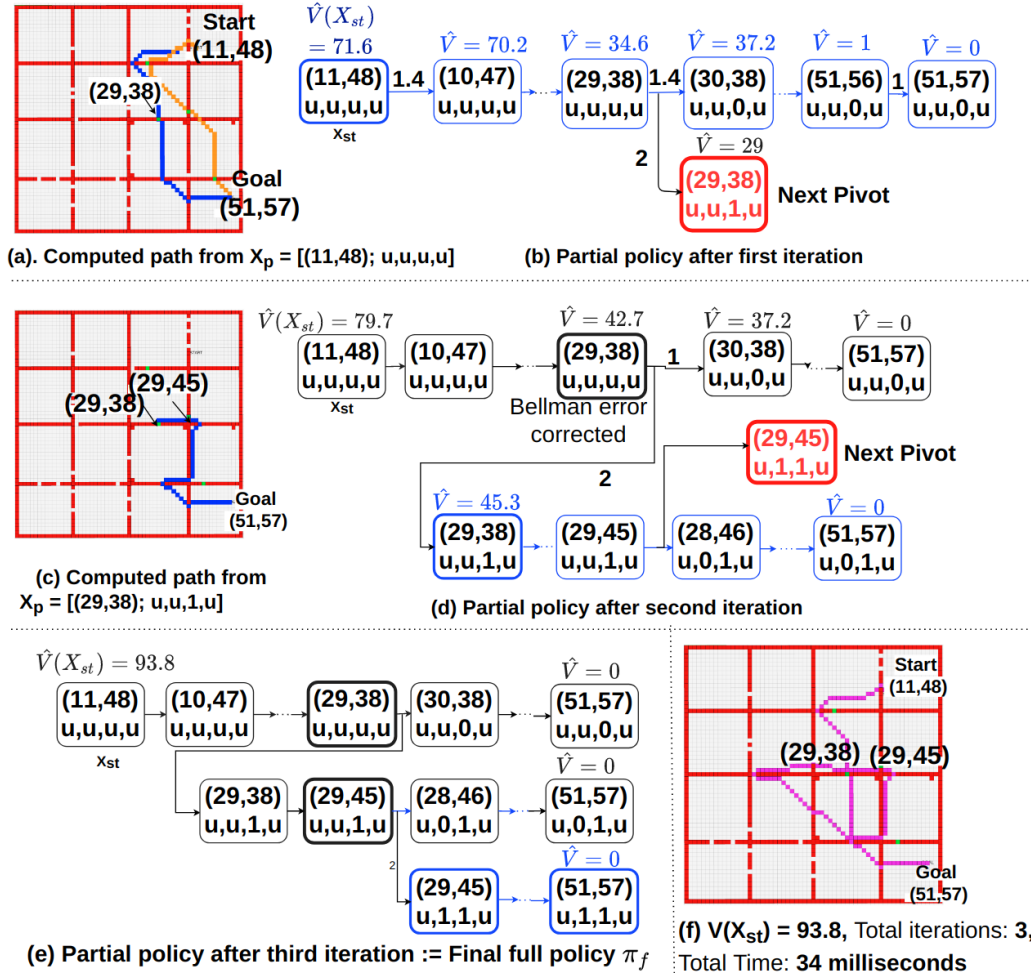 Start
(11,48)
(29,38)
Goal
(51,57)
(a). Computed path from Xp = [(11,48); u,u,u,u]
V̂(X_st)
= 71.6
(11,48)
u,u,u,u
x_st
1.4
V̂ = 70.2
(10,47)
u,u,u,u
V̂ = 34.6
(29,38)
u,u,u,u
1.4
V̂ = 37.2
(30,38)
u,u,0,u
V̂ = 1
(51,56)
u,u,0,u
1
V̂ = 0
(51,57)
u,u,0,u
2
V̂ = 29
(29,38)
u,u,1,u
Next Pivot
(b) Partial policy after first iteration
(29,45)
(29,38)
Goal
(51,57)
(c) Computed path from
Xp = [(29,38); u,u,1,u]
V̂(X_st) = 79.7
(11,48)
u,u,u,u
x_st
(10,47)
u,u,u,u
V̂ = 42.7
(29,38)
u,u,u,u
Bellman error
corrected
1
V̂ = 37.2
(30,38)
u,u,0,u
V̂ = 0
(51,57)
u,u,0,u
2
(29,45)
u,1,1,u
Next Pivot
V̂ = 45.3
(29,38)
u,u,1,u
(29,45)
u,u,1,u
(28,46)
u,0,1,u
V̂ = 0
(51,57)
u,0,1,u
(d) Partial policy after second iteration
V̂(X_st) = 93.8
(11,48)
u,u,u,u
x_st
(10,47)
u,u,u,u
(29,38)
u,u,u,u
(30,38)
u,u,0,u
V̂ = 0
(51,57)
u,u,0,u
(29,38)
u,u,1,u
(29,45)
u,u,1,u
(28,46)
u,0,1,u
V̂ = 0
(51,57)
u,0,1,u
2
(29,45)
u,1,1,u
V̂ = 0
(51,57)
u,1,1,u
(e) Partial policy after third iteration := Final full policy π_f
Start
(11,48)
(29,38)
(29,45)
Goal
(51,57)
(f) V(X_st) = 93.8, Total iterations: 3,
Total Time: 34 milliseconds